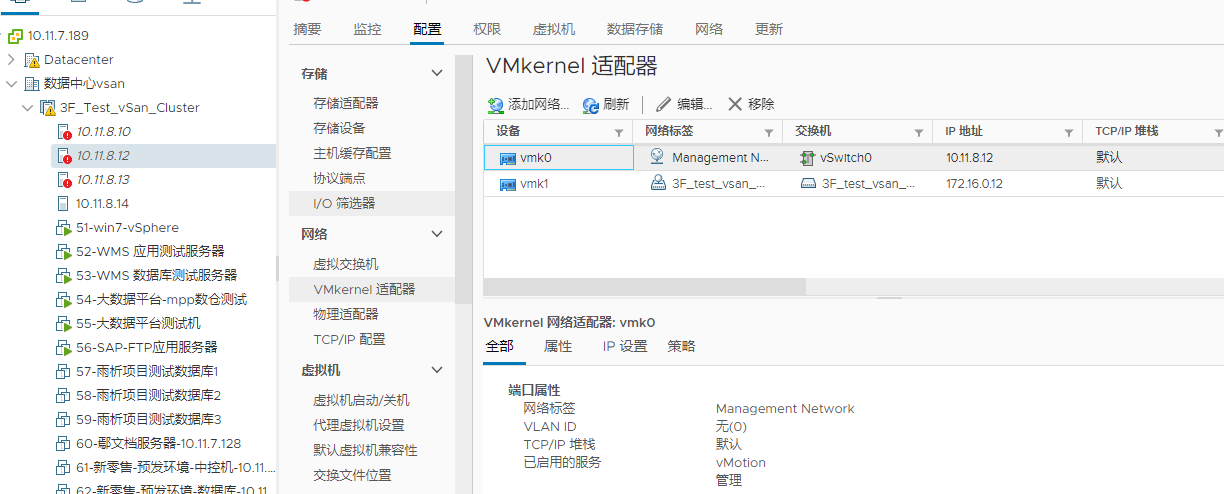 10.11.7.189
Datacenter
数据中心vsan
3F_Test_vSan_Cluster
10.11.8.10
10.11.8.12
10.11.8.13
10.11.8.14
51-win7-vSphere
52-WMS 应用测试服务器
53-WMS 数据库测试服务器
54-大数据平台-mpp数仓测试
55-大数据平台测试机
56-SAP-FTP应用服务器
57-雨析项目测试数据库1
58-雨析项目测试数据库2
59-雨析项目测试数据库3
60-鄢文档服务器-10.11.7.128
61-新零售-预发环境-中控机-10.11....
62-新零售-预发环境-数据库-10.11
摘要 监控 配置 权限 虚拟机 数据存储 网络 更新
存储
存储适配器
存储设备
主机缓存配置
协议端点
I/O 筛选器
网络
虚拟交换机
VMkernel 适配器
物理适配器
TCP/IP 配置
虚拟机
虚拟机启动/关机
代理虚拟机设置
默认虚拟机兼容性
交换文件位置
VMkernel 适配器
添加网络... 刷新 编辑... 移除
设备 网络标签 交换机 IP 地址 TCP/IP 堆栈
vmk0 Management N... vSwitch0 10.11.8.12 默认
vmk1 3F_test_vsan_... 3F_test_vsan_... 172.16.0.12 默认
VMkernel 网络适配器: vmk0
全部 属性 IP 设置 策略
端口属性
网络标签 Management Network
VLAN ID 无(0)
TCP/IP 堆栈 默认
已启用的服务 vMotion
管理